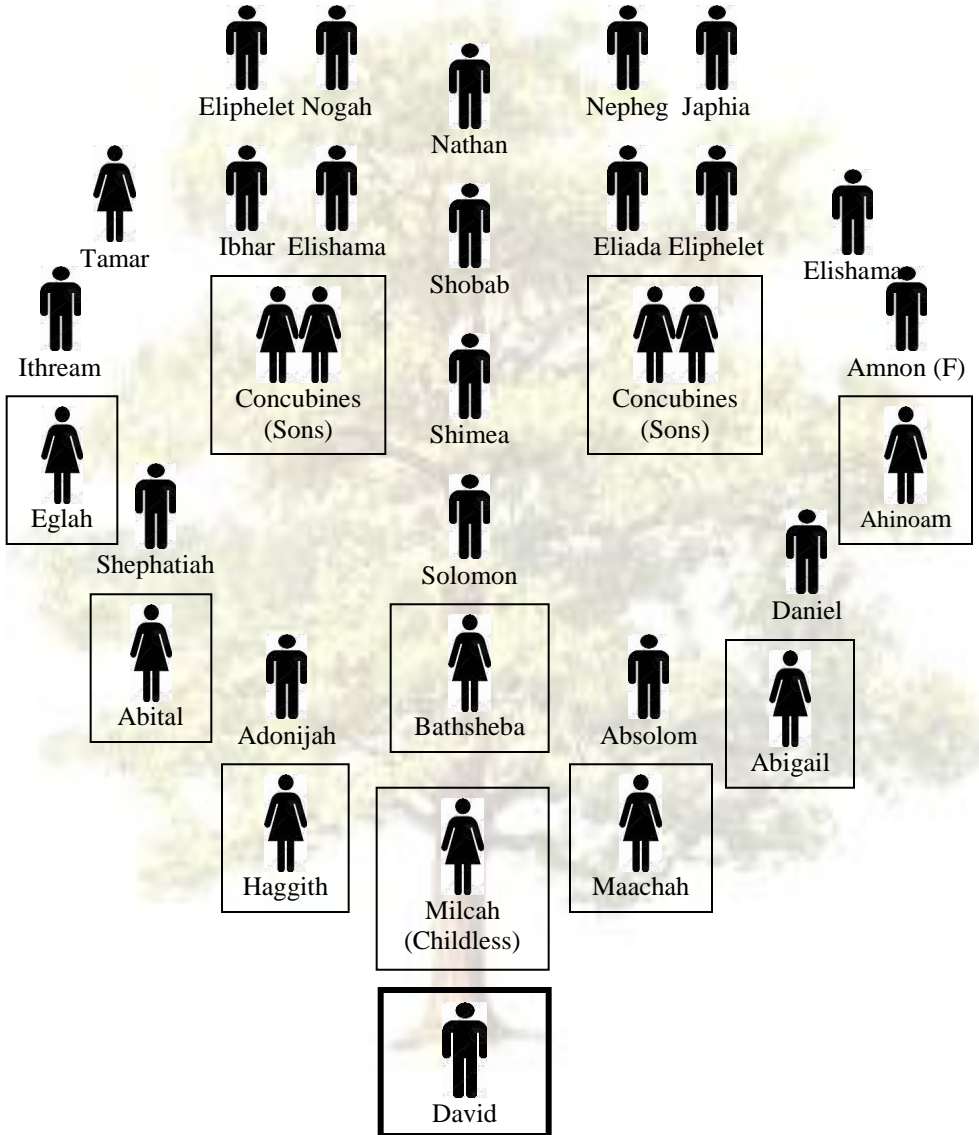 Eliphelet Nogah
Nepheg Japhia
Nathan
Tamar
Ibhar Elishama
Eliada Eliphelet
Elishama
Shobab
Ithream
Amnon (F)
Concubines
(Sons)
Shimea
Concubines
(Sons)
Eglah
Ahinoam
Shephatiah
Solomon
Daniel
Abital
Adonijah
Bathsheba
Absolom
Abigail
Haggith
Maachah
Milcah
(Childless)
David